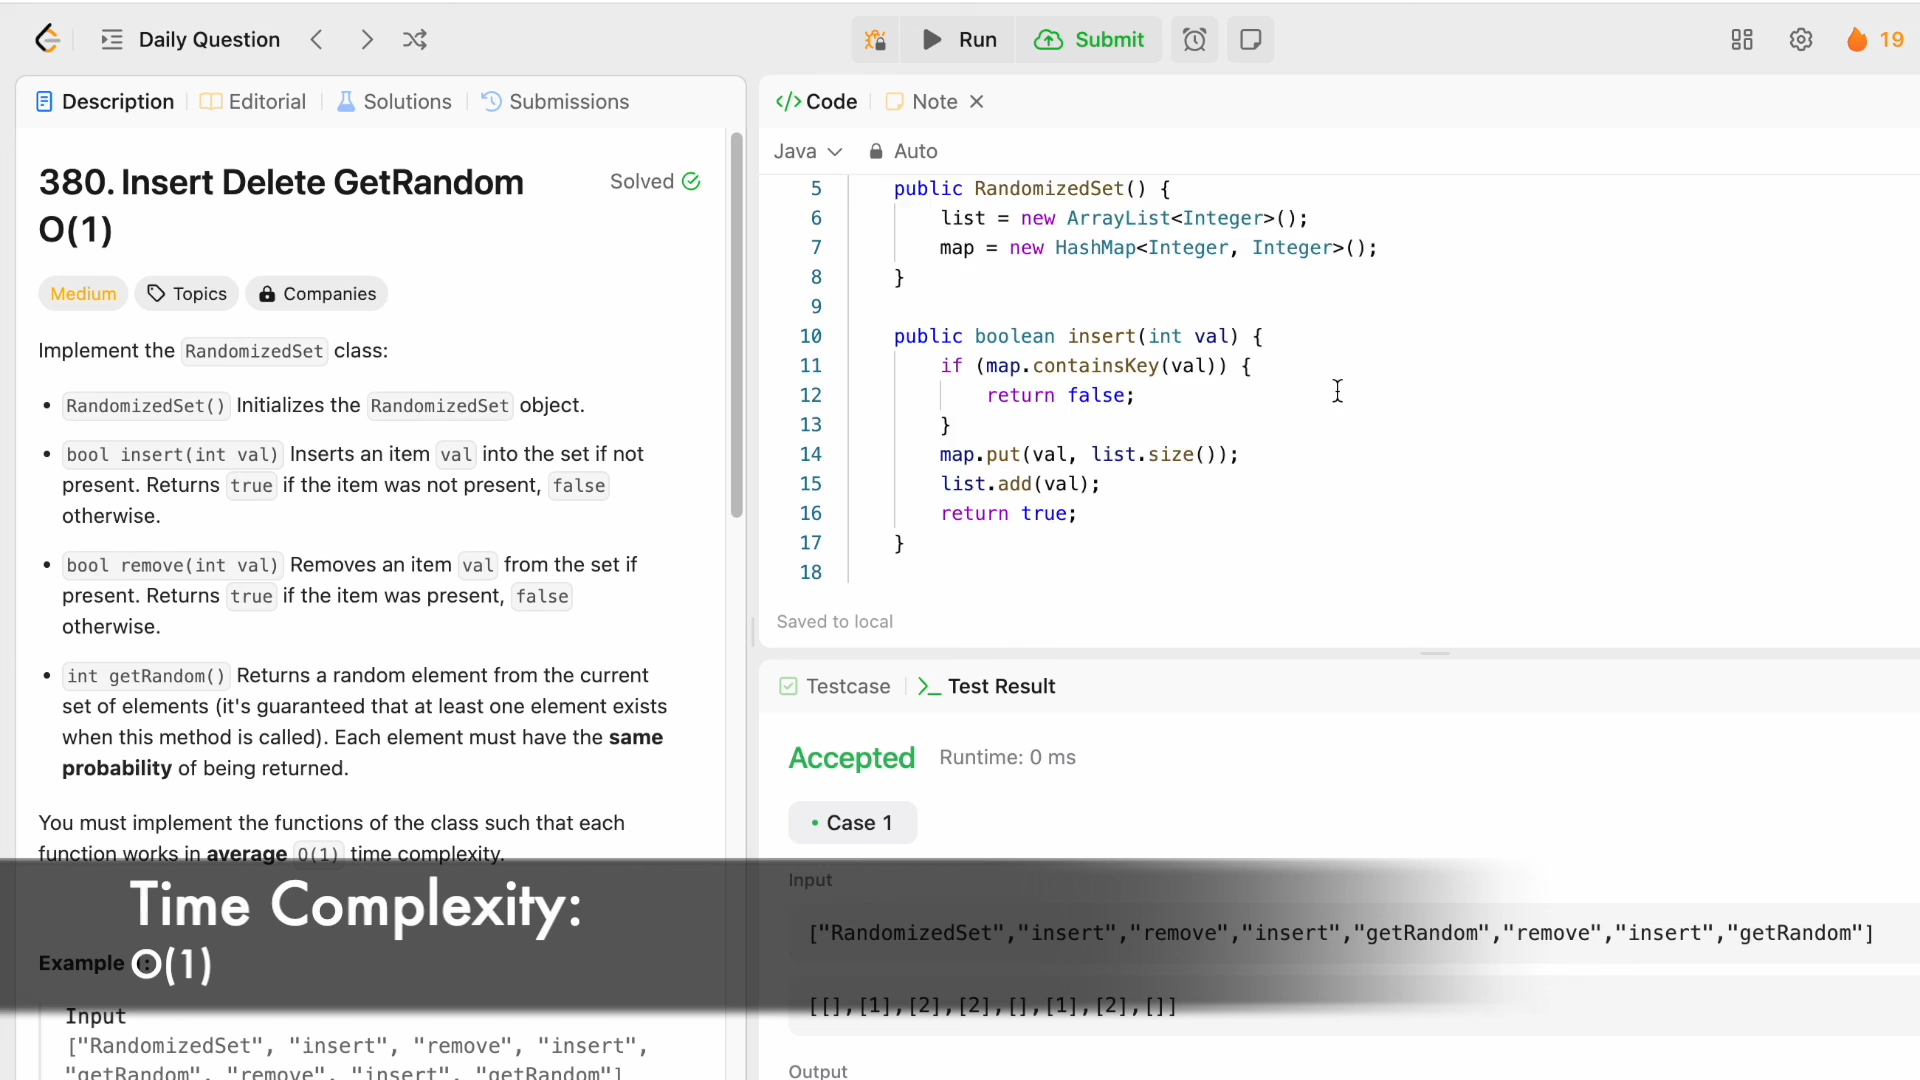 Daily Question
Run
Submit
19
Description
Editorial
Solutions
Submissions
380. Insert Delete GetRandom
O(1)
Solved
Medium
Topics
Companies
Implement the RandomizedSet class:
• RandomizedSet() Initializes the RandomizedSet object.
• bool insert(int val) Inserts an item val into the set if not
present. Returns true if the item was not present, false
otherwise.
• bool remove(int val) Removes an item val from the set if
present. Returns true if the item was present, false
otherwise.
• int getRandom() Returns a random element from the current
set of elements (it's guaranteed that at least one element exists
when this method is called). Each element must have the same
probability of being returned.
You must implement the functions of the class such that each
function works in average O(1) time complexity.
Time Complexity:
O(1)
Example
Input
["RandomizedSet", "insert", "remove", "insert",
"getRandom", "remove", "insert", "getRandom"]
Code
Note
Java
Auto
5 public RandomizedSet() {
6 list = new ArrayList<Integer>();
7 map = new HashMap<Integer, Integer>();
8 }
9
10 public boolean insert(int val) {
11 if (map.containsKey(val)) {
12 return false;
13 }
14 map.put(val, list.size());
15 list.add(val);
16 return true;
17 }
18
Saved to local
Testcase
Test Result
Accepted
Runtime: 0 ms
• Case 1
Input
["RandomizedSet","insert","remove","insert","getRandom","remove","insert","getRandom"]
[[],[1],[2],[2],[],[1],[2],[]]
Output